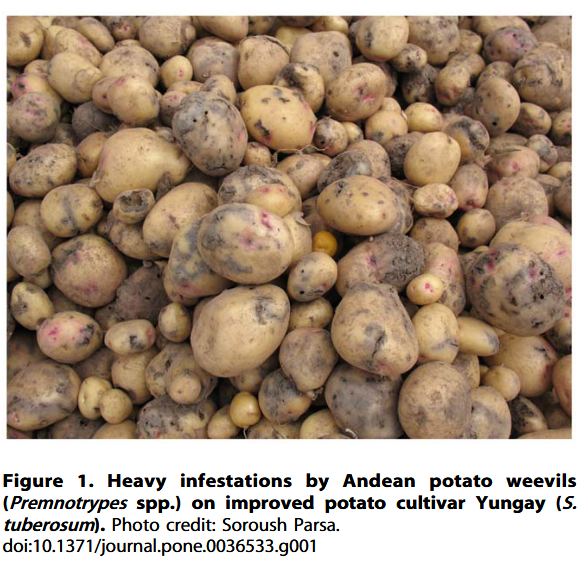 Figure 1. Heavy infestations by Andean potato weevils
(Premnotrypes spp.) on improved potato cultivar Yungay (S.
tuberosum). Photo credit: Soroush Parsa.
doi:10.1371/journal.pone.0036533.g001